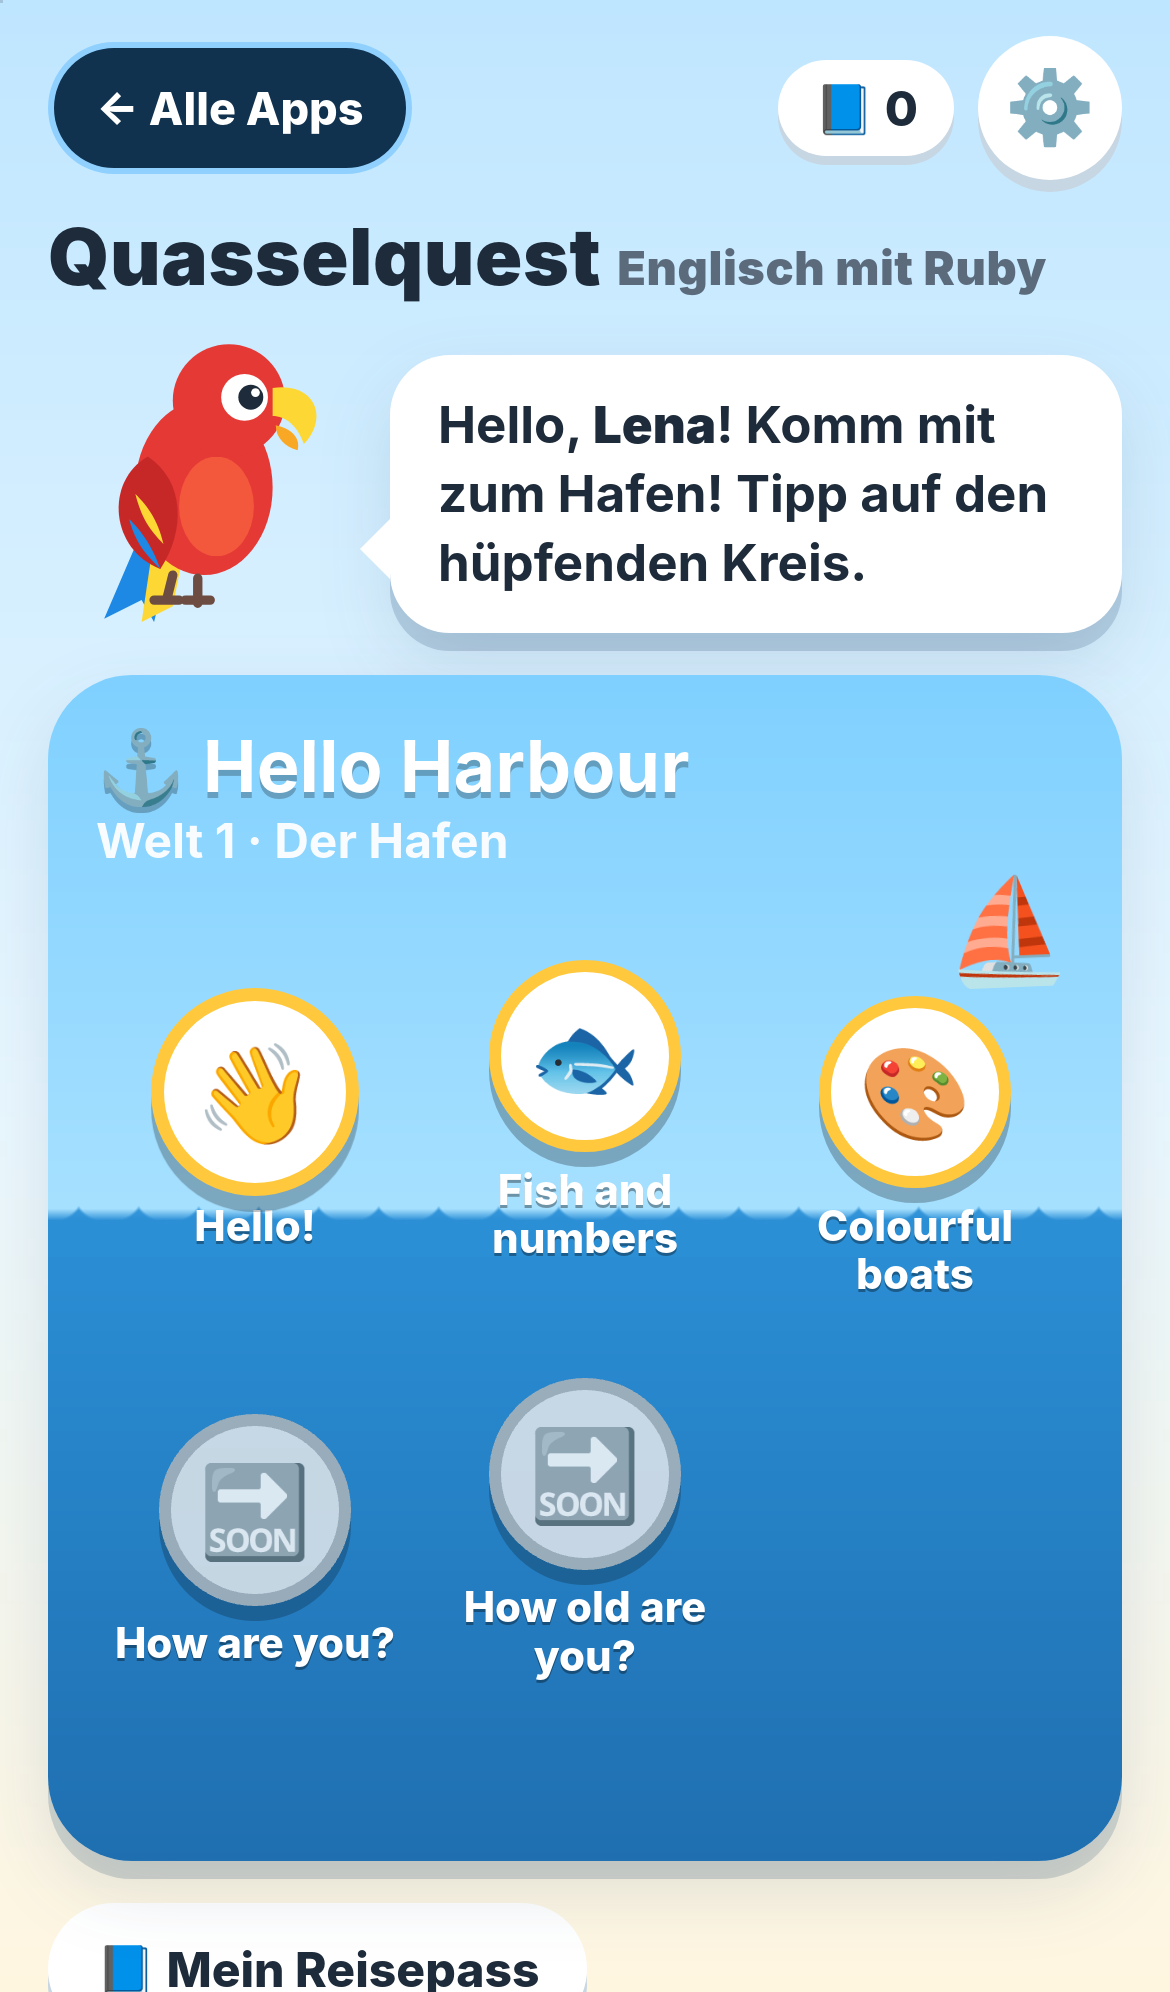 ← Alle Apps
0
Quasselquest Englisch mit Ruby
Hello, Lena! Komm mit
zum Hafen! Tipp auf den
hüpfenden Kreis.
Hello Harbour
Welt 1 · Der Hafen
Hello!
Fish and
numbers
Colourful
boats
SOON
How are you?
SOON
How old are
you?
Mein Reisepass